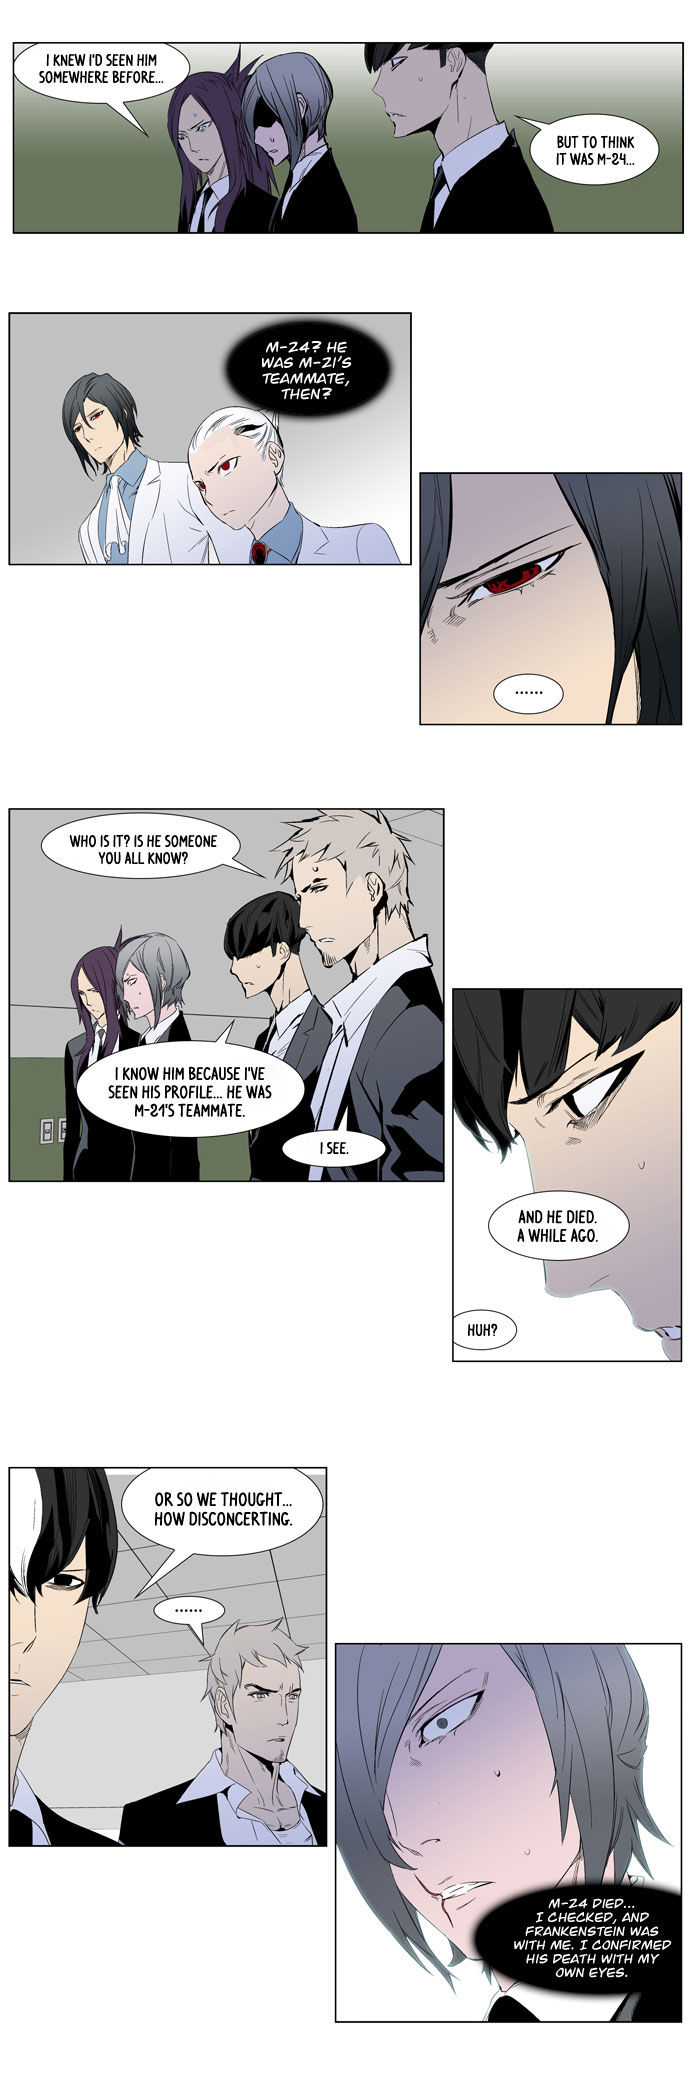 I KNEW I'D SEEN HIM
SOMEWHERE BEFORE...
BUT TO THINK
IT WAS M-24...
M-24? HE
WAS M-21'S
TEAMMATE,
THEN?
......
WHO IS IT? IS HE SOMEONE
YOU ALL KNOW?
I KNOW HIM BECAUSE I'VE
SEEN HIS PROFILE... HE WAS
M-21'S TEAMMATE.
I SEE.
AND HE DIED.
A WHILE AGO.
HUH?
OR SO WE THOUGHT...
HOW DISCONCERTING.
......
M-24 DIED...
I CHECKED, AND
FRANKENSTEIN WAS
WITH ME. I CONFIRMED
HIS DEATH WITH MY
OWN EYES.